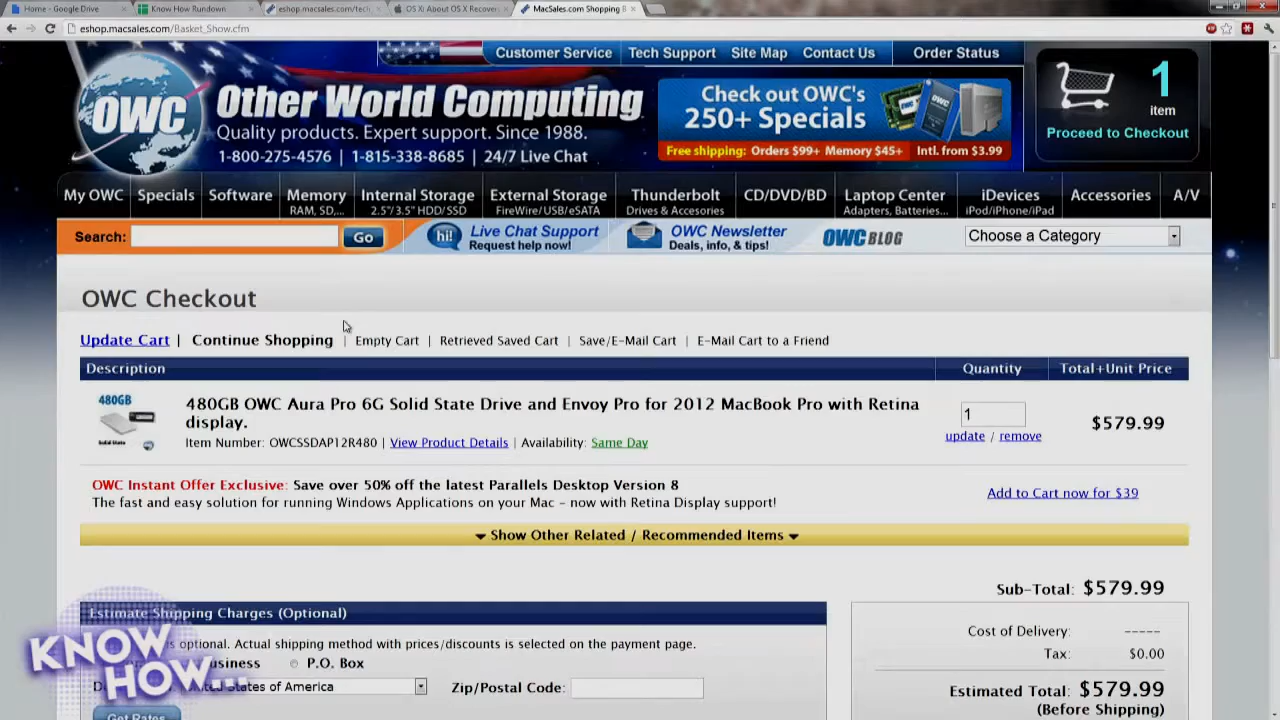 Home - Google Drive
Know How Rundown
eshop.macsales.com/tech
OS X: About OS X Recover
MacSales.com Shopping B
eshop.macsales.com/Basket_Show.cfm
Customer Service
Tech Support
Site Map
Contact Us
Order Status
OWC
Other World Computing
Quality products. Expert support. Since 1988.
1-800-275-4576 | 1-815-338-8685 | 24/7 Live Chat
Check out OWC's
250+ Specials
Free shipping: Orders $99+ Memory $45+ Intl. from $3.99
1
item
Proceed to Checkout
My OWC
Specials
Software
Memory
RAM, SD,...
Internal Storage
2.5"/3.5" HDD/SSD
External Storage
FireWire/USB/eSATA
Thunderbolt
Drives & Accesories
CD/DVD/BD
Laptop Center
Adapters, Batteries...
iDevices
iPod/iPhone/iPad
Accessories
A/V
Search:
Go
hi!
Live Chat Support
Request help now!
OWC Newsletter
Deals, info, & tips!
OWC BLOG
Choose a Category
OWC Checkout
Update Cart | Continue Shopping | Empty Cart | Retrieved Saved Cart | Save/E-Mail Cart | E-Mail Cart to a Friend
Description
Quantity
Total+Unit Price
480GB
Solid State
480GB OWC Aura Pro 6G Solid State Drive and Envoy Pro for 2012 MacBook Pro with Retina
display.
Item Number: OWCSSDAP12R480 | View Product Details | Availability: Same Day
1
update / remove
$579.99
OWC Instant Offer Exclusive: Save over 50% off the latest Parallels Desktop Version 8
The fast and easy solution for running Windows Applications on your Mac – now with Retina Display support!
Add to Cart now for $39
Show Other Related / Recommended Items
Sub-Total: $579.99
Estimate Shipping Charges (Optional)
optional. Actual shipping method with prices/discounts is selected on the payment page.
P.O. Box
States of America
Zip/Postal Code:
Get Rates
Cost of Delivery: -----
Tax: $0.00
Estimated Total: $579.99
(Before Shipping)
KNOW
HOW...